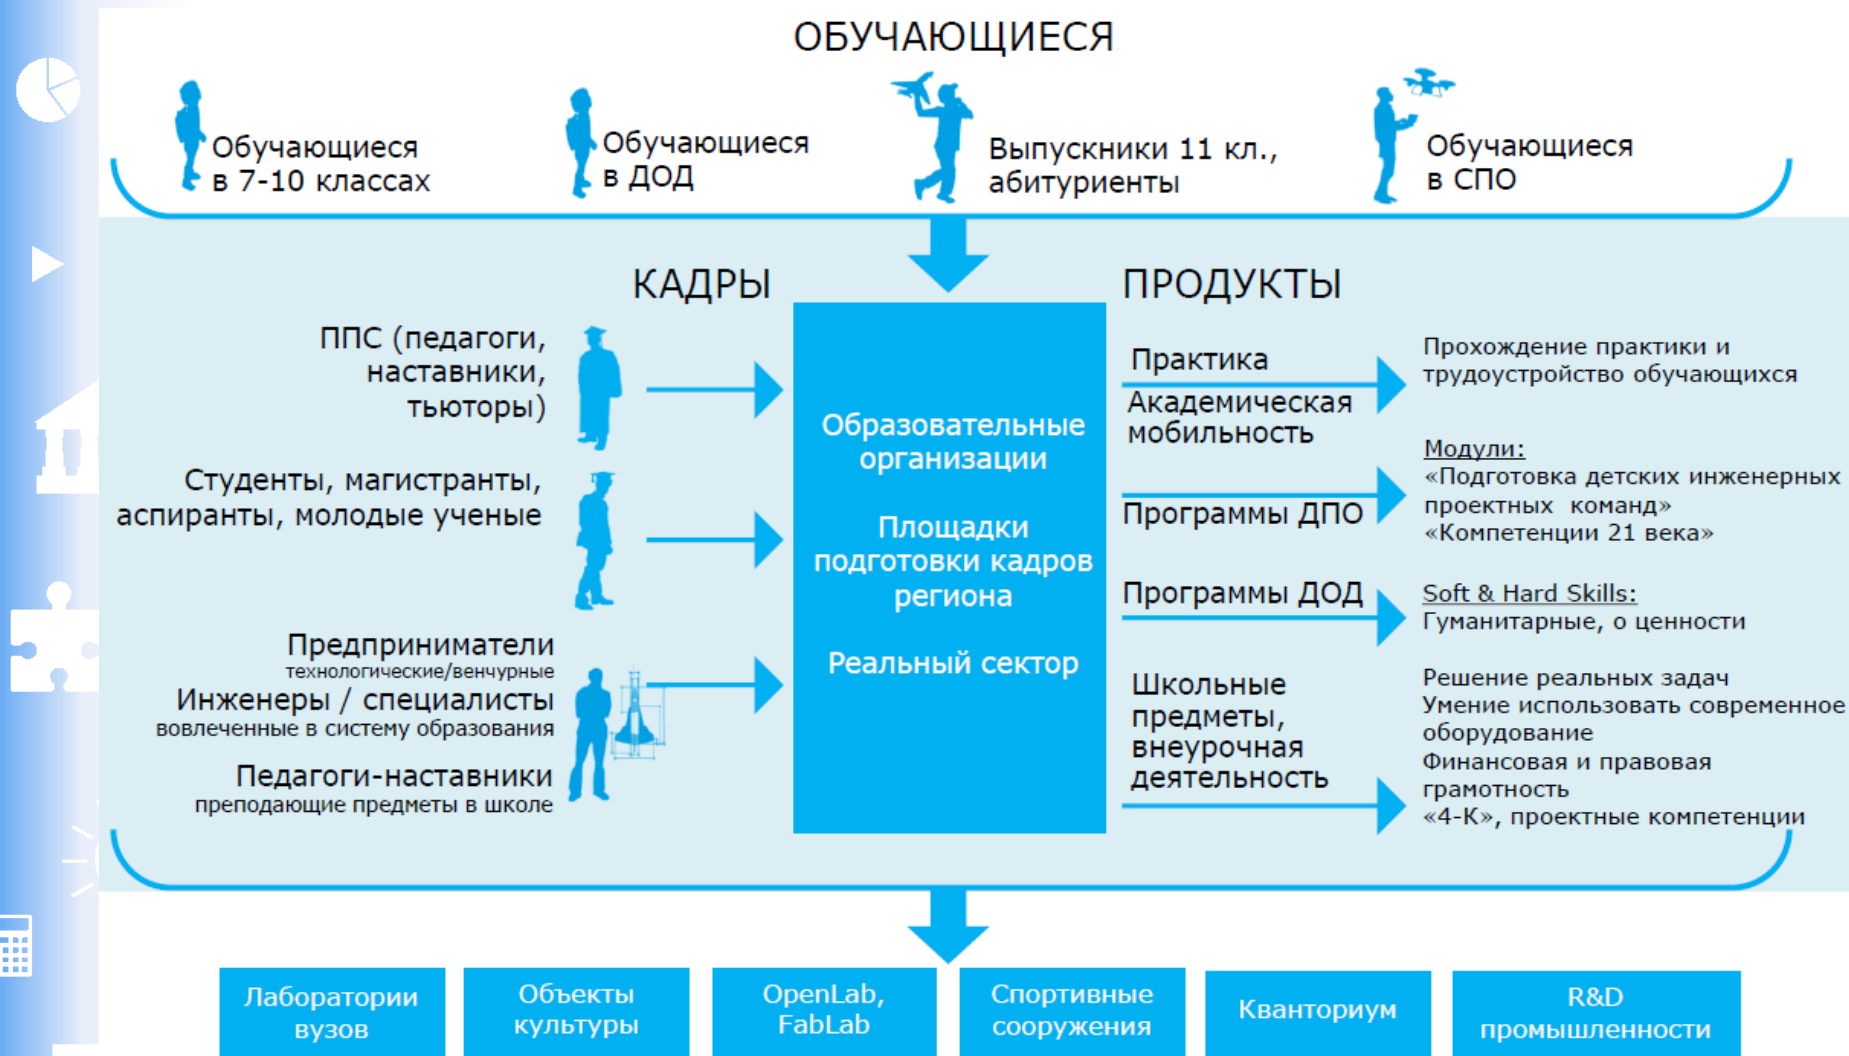 ОБУЧАЮЩИЕСЯ
Обучающиеся
в 7-10 классах
Обучающиеся
в ДОД
Выпускники 11 кл.,
абитуриенты
Обучающиеся
в СПО
КАДРЫ
ППС (педагоги,
наставники,
тьюторы)
Студенты, магистранты,
аспиранты, молодые ученые
Предприниматели
технологические/венчурные
Инженеры / специалисты
вовлеченные в систему образования
Педагоги-наставники
преподающие предметы в школе
Образовательные
организации
Площадки
подготовки кадров
региона
Реальный сектор
ПРОДУКТЫ
Практика
Академическая
мобильность
Программы ДПО
Программы ДОД
Школьные
предметы,
внеурочная
деятельность
Прохождение практики и
трудоустройство обучающихся
Модули:
«Подготовка детских инженерных
проектных команд»
«Компетенции 21 века»
Soft & Hard Skills:
Гуманитарные, о ценности
Решение реальных задач
Умение использовать современное
оборудование
Финансовая и правовая
грамотность
«4-К», проектные компетенции
Лаборатории
вузов
Объекты
культуры
OpenLab,
FabLab
Спортивные
сооружения
Кванториум
R&D
промышленности